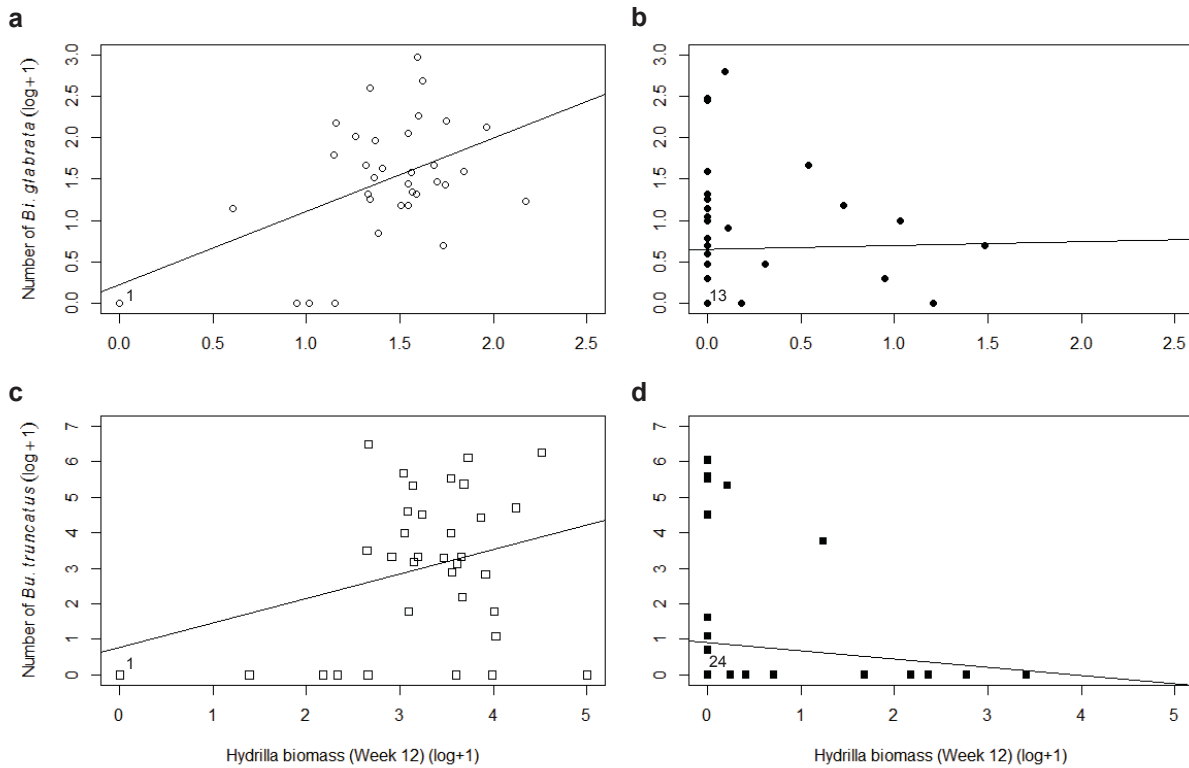 a
b
Number of Bi. glabrata (log+1)
3.0
2.5
2.0
1.5
1.0
0.5
0.0
1
0.0 0.5 1.0 1.5 2.0 2.5
3.0
2.5
2.0
1.5
1.0
0.5
0.0
13
0.0 0.5 1.0 1.5 2.0 2.5
c
d
Number of Bu. truncatus (log+1)
7
6
5
4
3
2
1
0
1
0 1 2 3 4 5
Hydrilla biomass (Week 12) (log+1)
7
6
5
4
3
2
1
0
24
0 1 2 3 4 5
Hydrilla biomass (Week 12) (log+1)